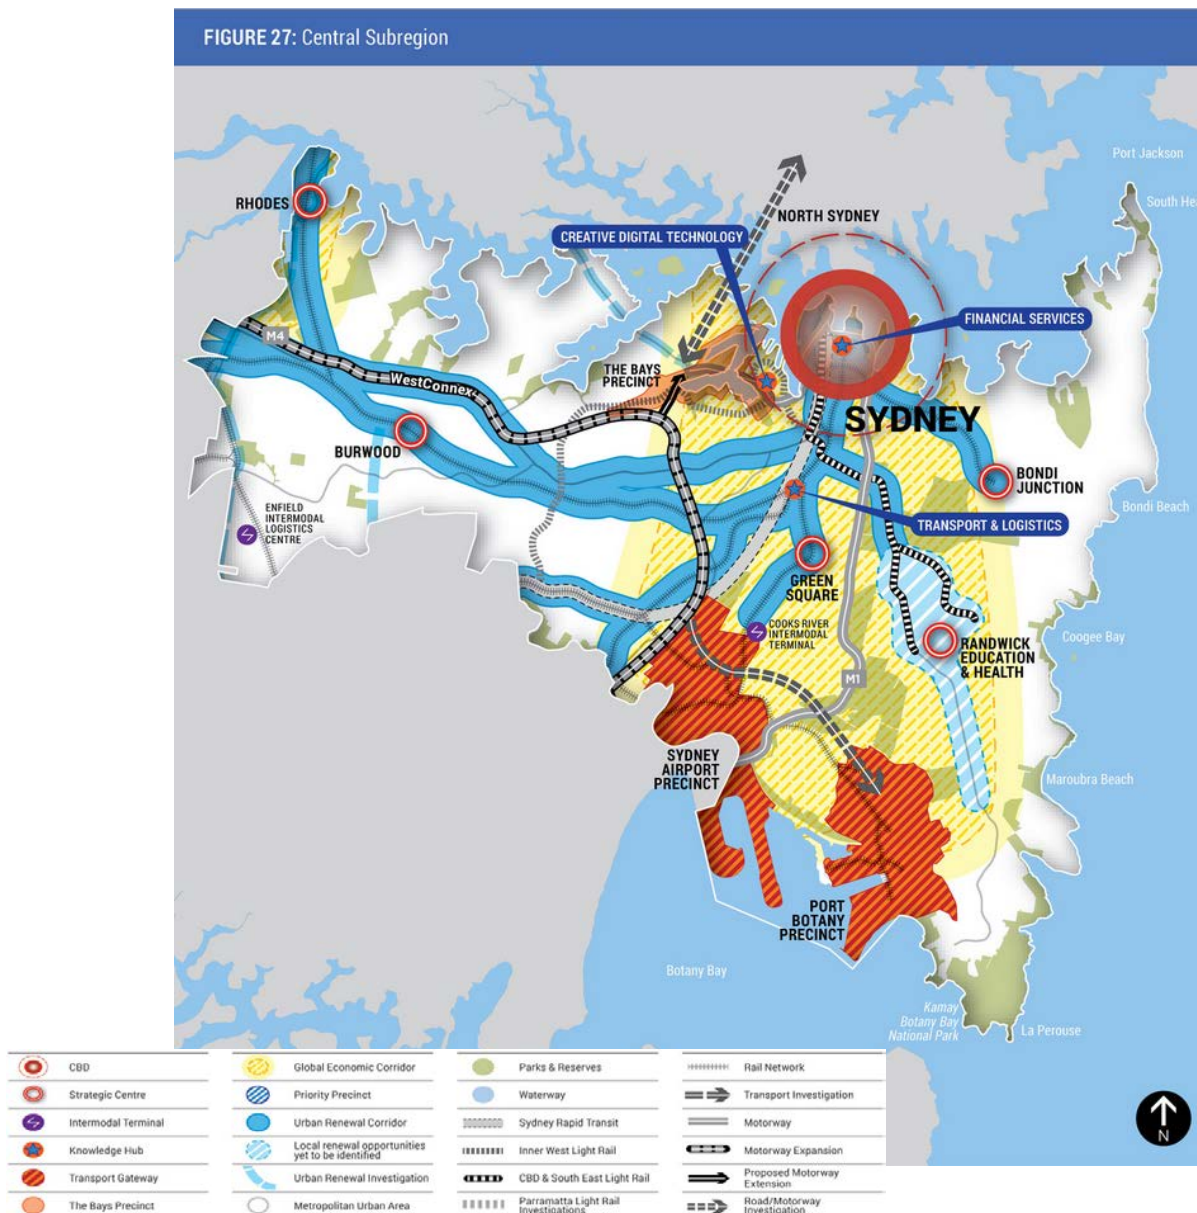 FIGURE 27: Central Subregion
Port Jackson
South He
RHODES
NORTH SYDNEY
CREATIVE DIGITAL TECHNOLOGY
FINANCIAL SERVICES
M4
THE BAYS
PRECINCT
WestConnex
SYDNEY
BURWOOD
BONDI
JUNCTION
Bondi Beach
ENFIELD
INTERMODAL
LOGISTICS
CENTRE
TRANSPORT & LOGISTICS
GREEN
SQUARE
COOKS RIVER
INTERMODAL
TERMINAL
Coogee Bay
RANDWICK
EDUCATION
& HEALTH
M1
SYDNEY
AIRPORT
PRECINCT
Maroubra Beach
PORT
BOTANY
PRECINCT
Botany Bay
Kamay
Botany Bay
National Park
La Perouse
N
CBD
Strategic Centre
Intermodal Terminal
Knowledge Hub
Transport Gateway
The Bays Precinct
Global Economic Corridor
Priority Precinct
Urban Renewal Corridor
Local renewal opportunities
yet to be identified
Urban Renewal Investigation
Metropolitan Urban Area
Parks & Reserves
Waterway
Sydney Rapid Transit
Inner West Light Rail
CBD & South East Light Rail
Parramatta Light Rail
Investigations
Rail Network
Transport Investigation
Motorway
Motorway Expansion
Proposed Motorway
Extension
Road/Motorway
Investigation